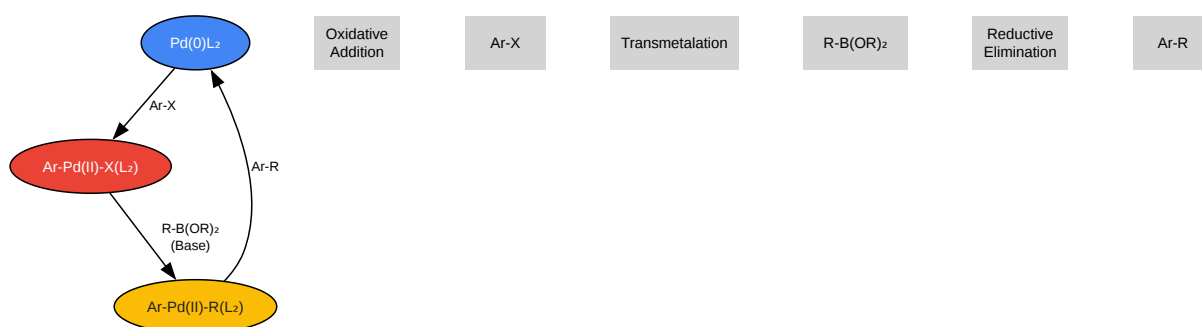 Pd(0)L₂
Oxidative
Addition
Ar-X
Transmetalation
R-B(OR)₂
Reductive
Elimination
Ar-R
Ar-X
Ar-Pd(II)-X(L₂)
Ar-R
R-B(OR)₂
(Base)
Ar-Pd(II)-R(L₂)